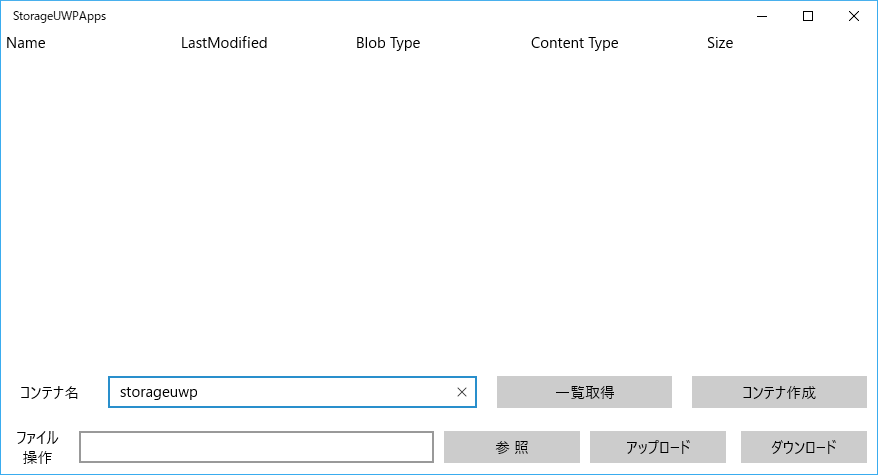 StorageUWPApps
Name LastModified Blob Type Content Type Size
コンテナ名 storageuwp 一覧取得 コンテナ作成
ファイル
操作 参 照 アップロード ダウンロード